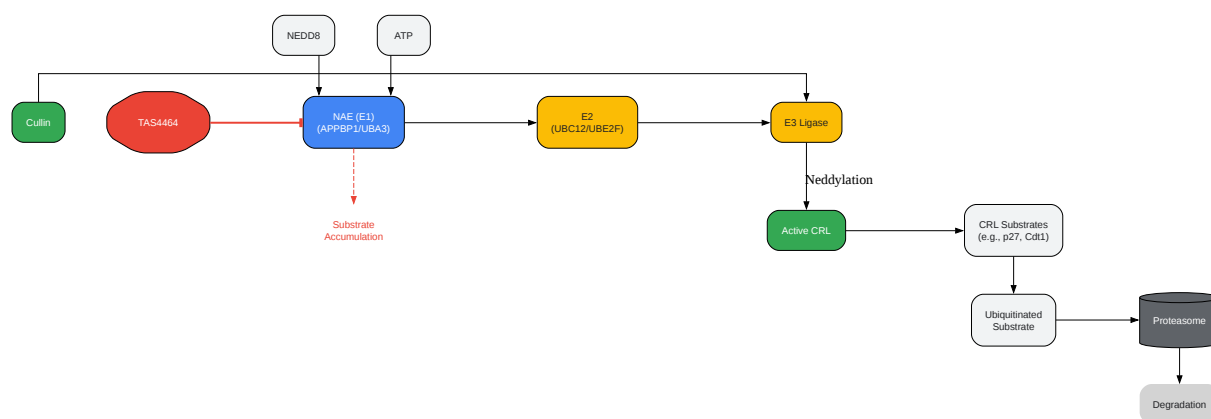 NEDD8
ATP
Cullin
TAS4464
NAE (E1)
(APPBP1/UBA3)
E2
(UBC12/UBE2F)
E3 Ligase
Neddylation
Substrate
Accumulation
Active CRL
CRL Substrates
(e.g., p27, Cdt1)
Ubiquitinated
Substrate
Proteasome
Degradation